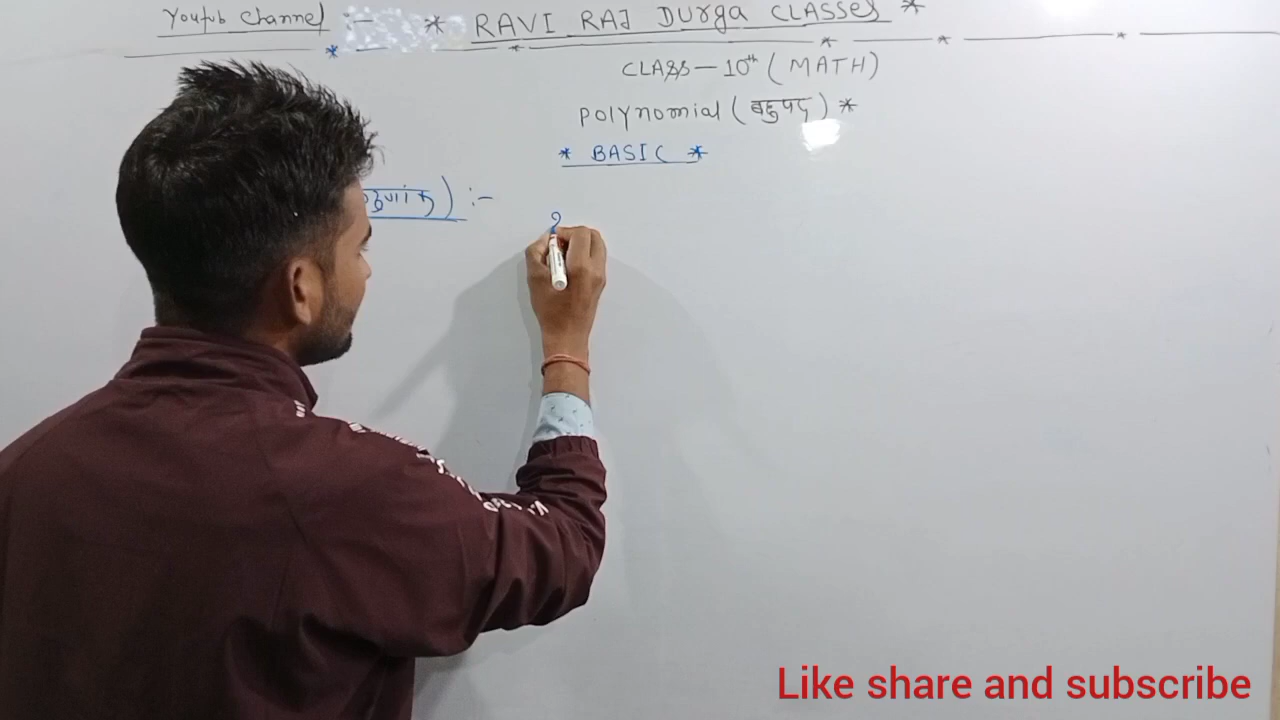 Youtub Channel :- * RAVI RAJ Durga CLASSES *
CLASS-10th (MATH)
Polynomial (बहुपद) *
* BASIC *
) :-
Like share and subscribe